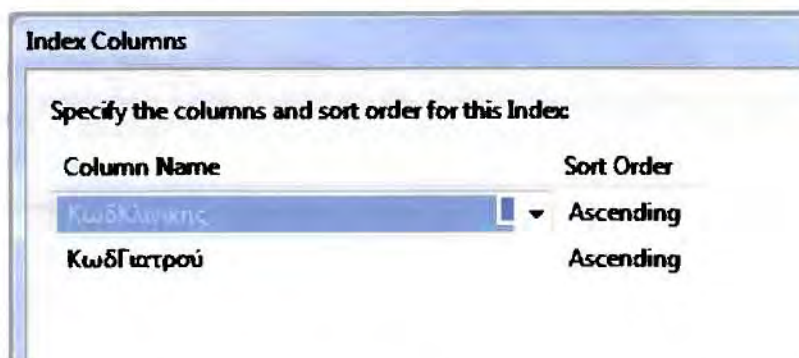 Index Columns
Specify the columns and sort order for this Index:
Column Name Sort Order
ΚωδΚλινικης Ascending
ΚωδΓιατρού Ascending